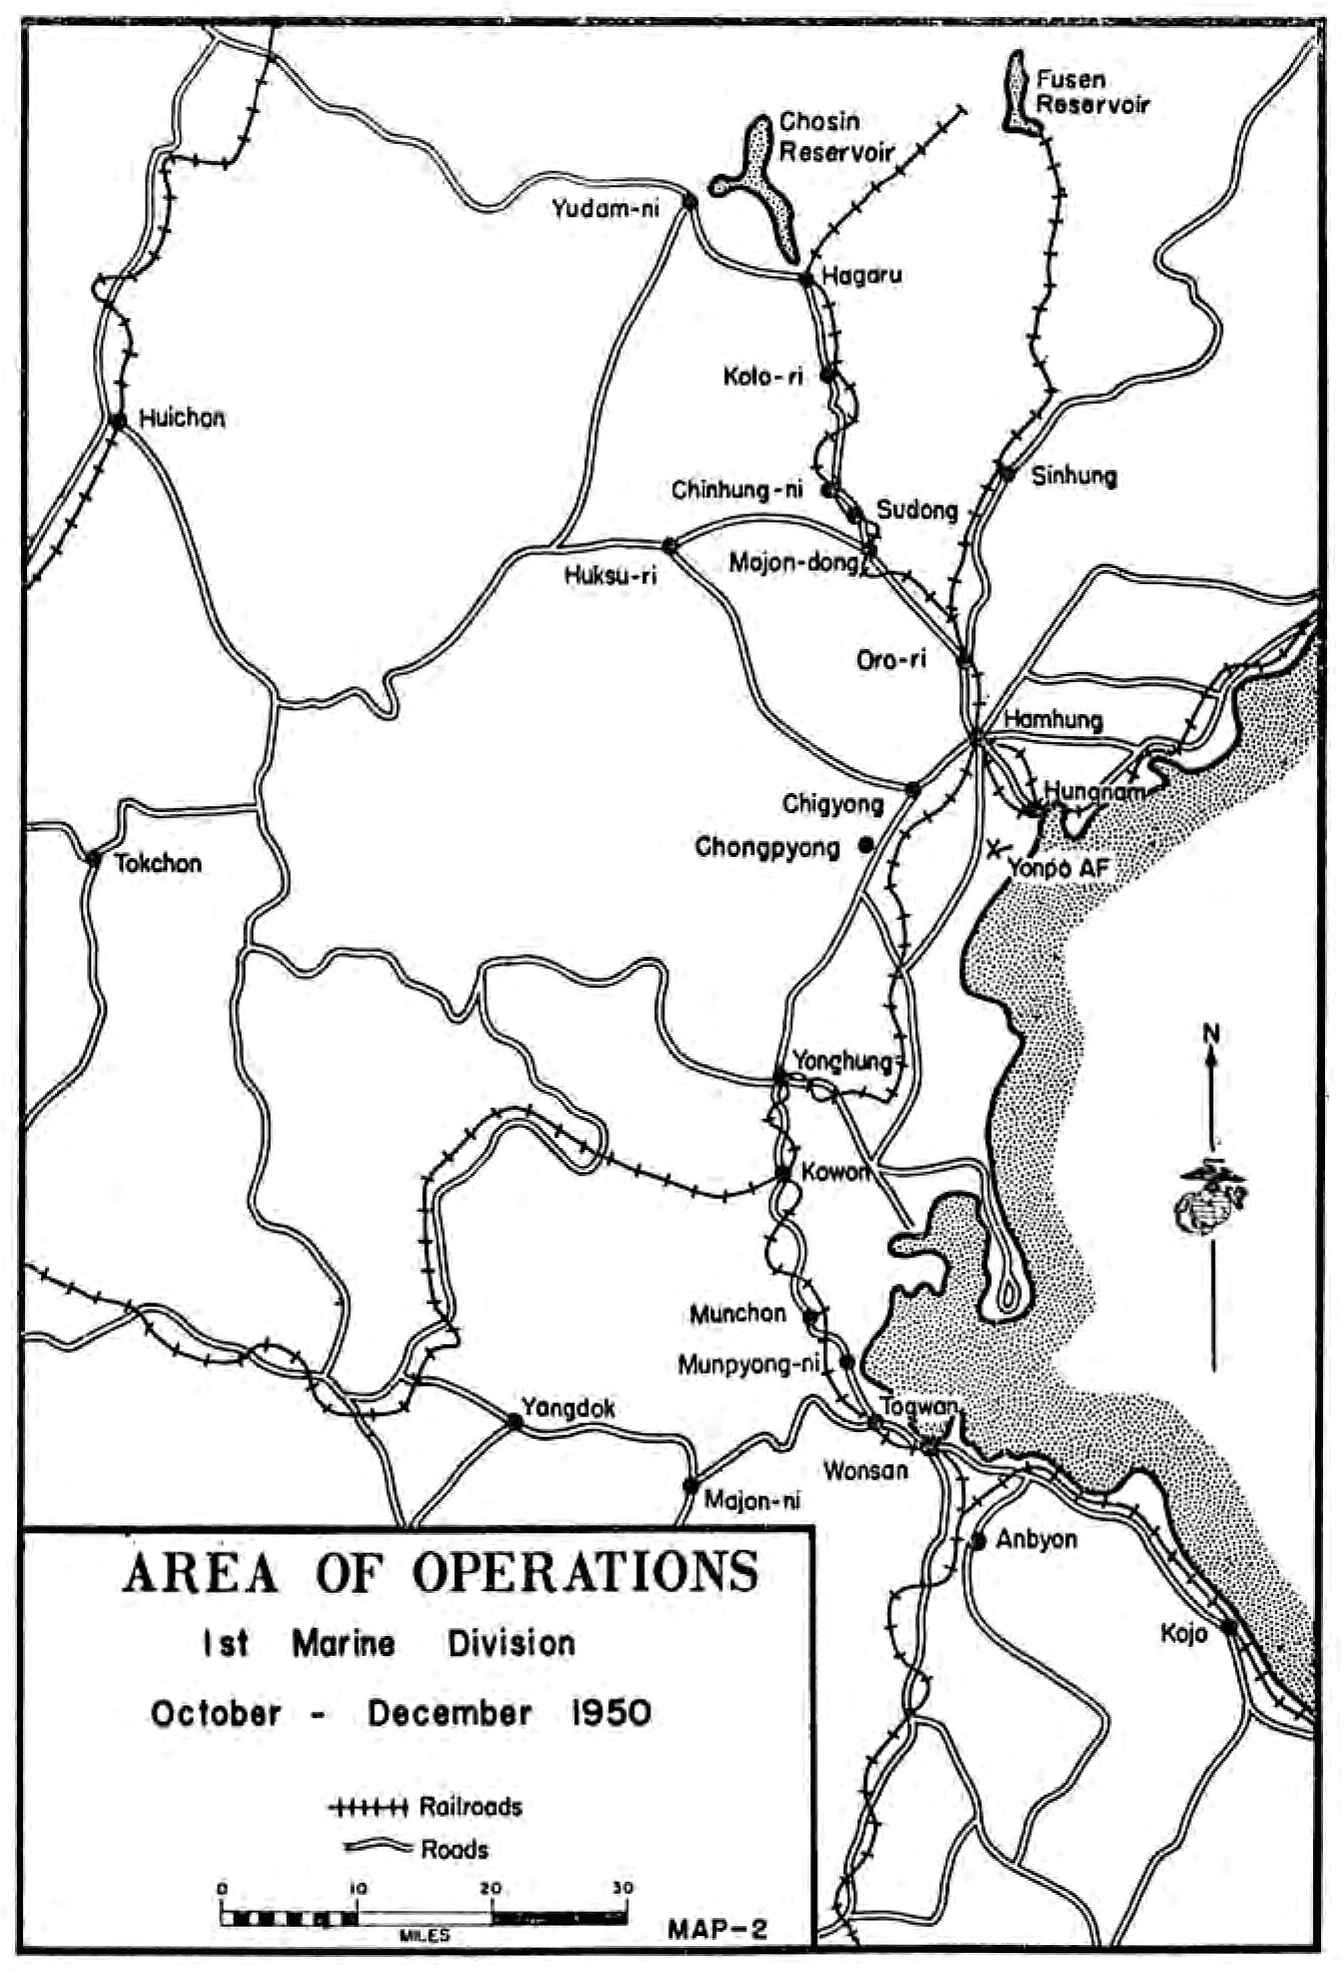 Fusen
Reservoir
Chosin
Reservoir
Yudam-ni
Hagaru
Koto-ri
Huichon
Sinhung
Chinhung-ni
Sudong
Majon-dong
Huksu-ri
Oro-ri
Hamhung
Hungnam
Chigyong
Chongpyong
Tokchon
Yonpo AF
N
Yonghung
Kowon
Munchon
Munpyong-ni
Togwan
Yangdok
Wonsan
Majon-ni
Anbyon
Kojo
AREA OF OPERATIONS
1st Marine Division
October - December 1950
Railroads
Roads
0 10 20 30
MILES
MAP-2